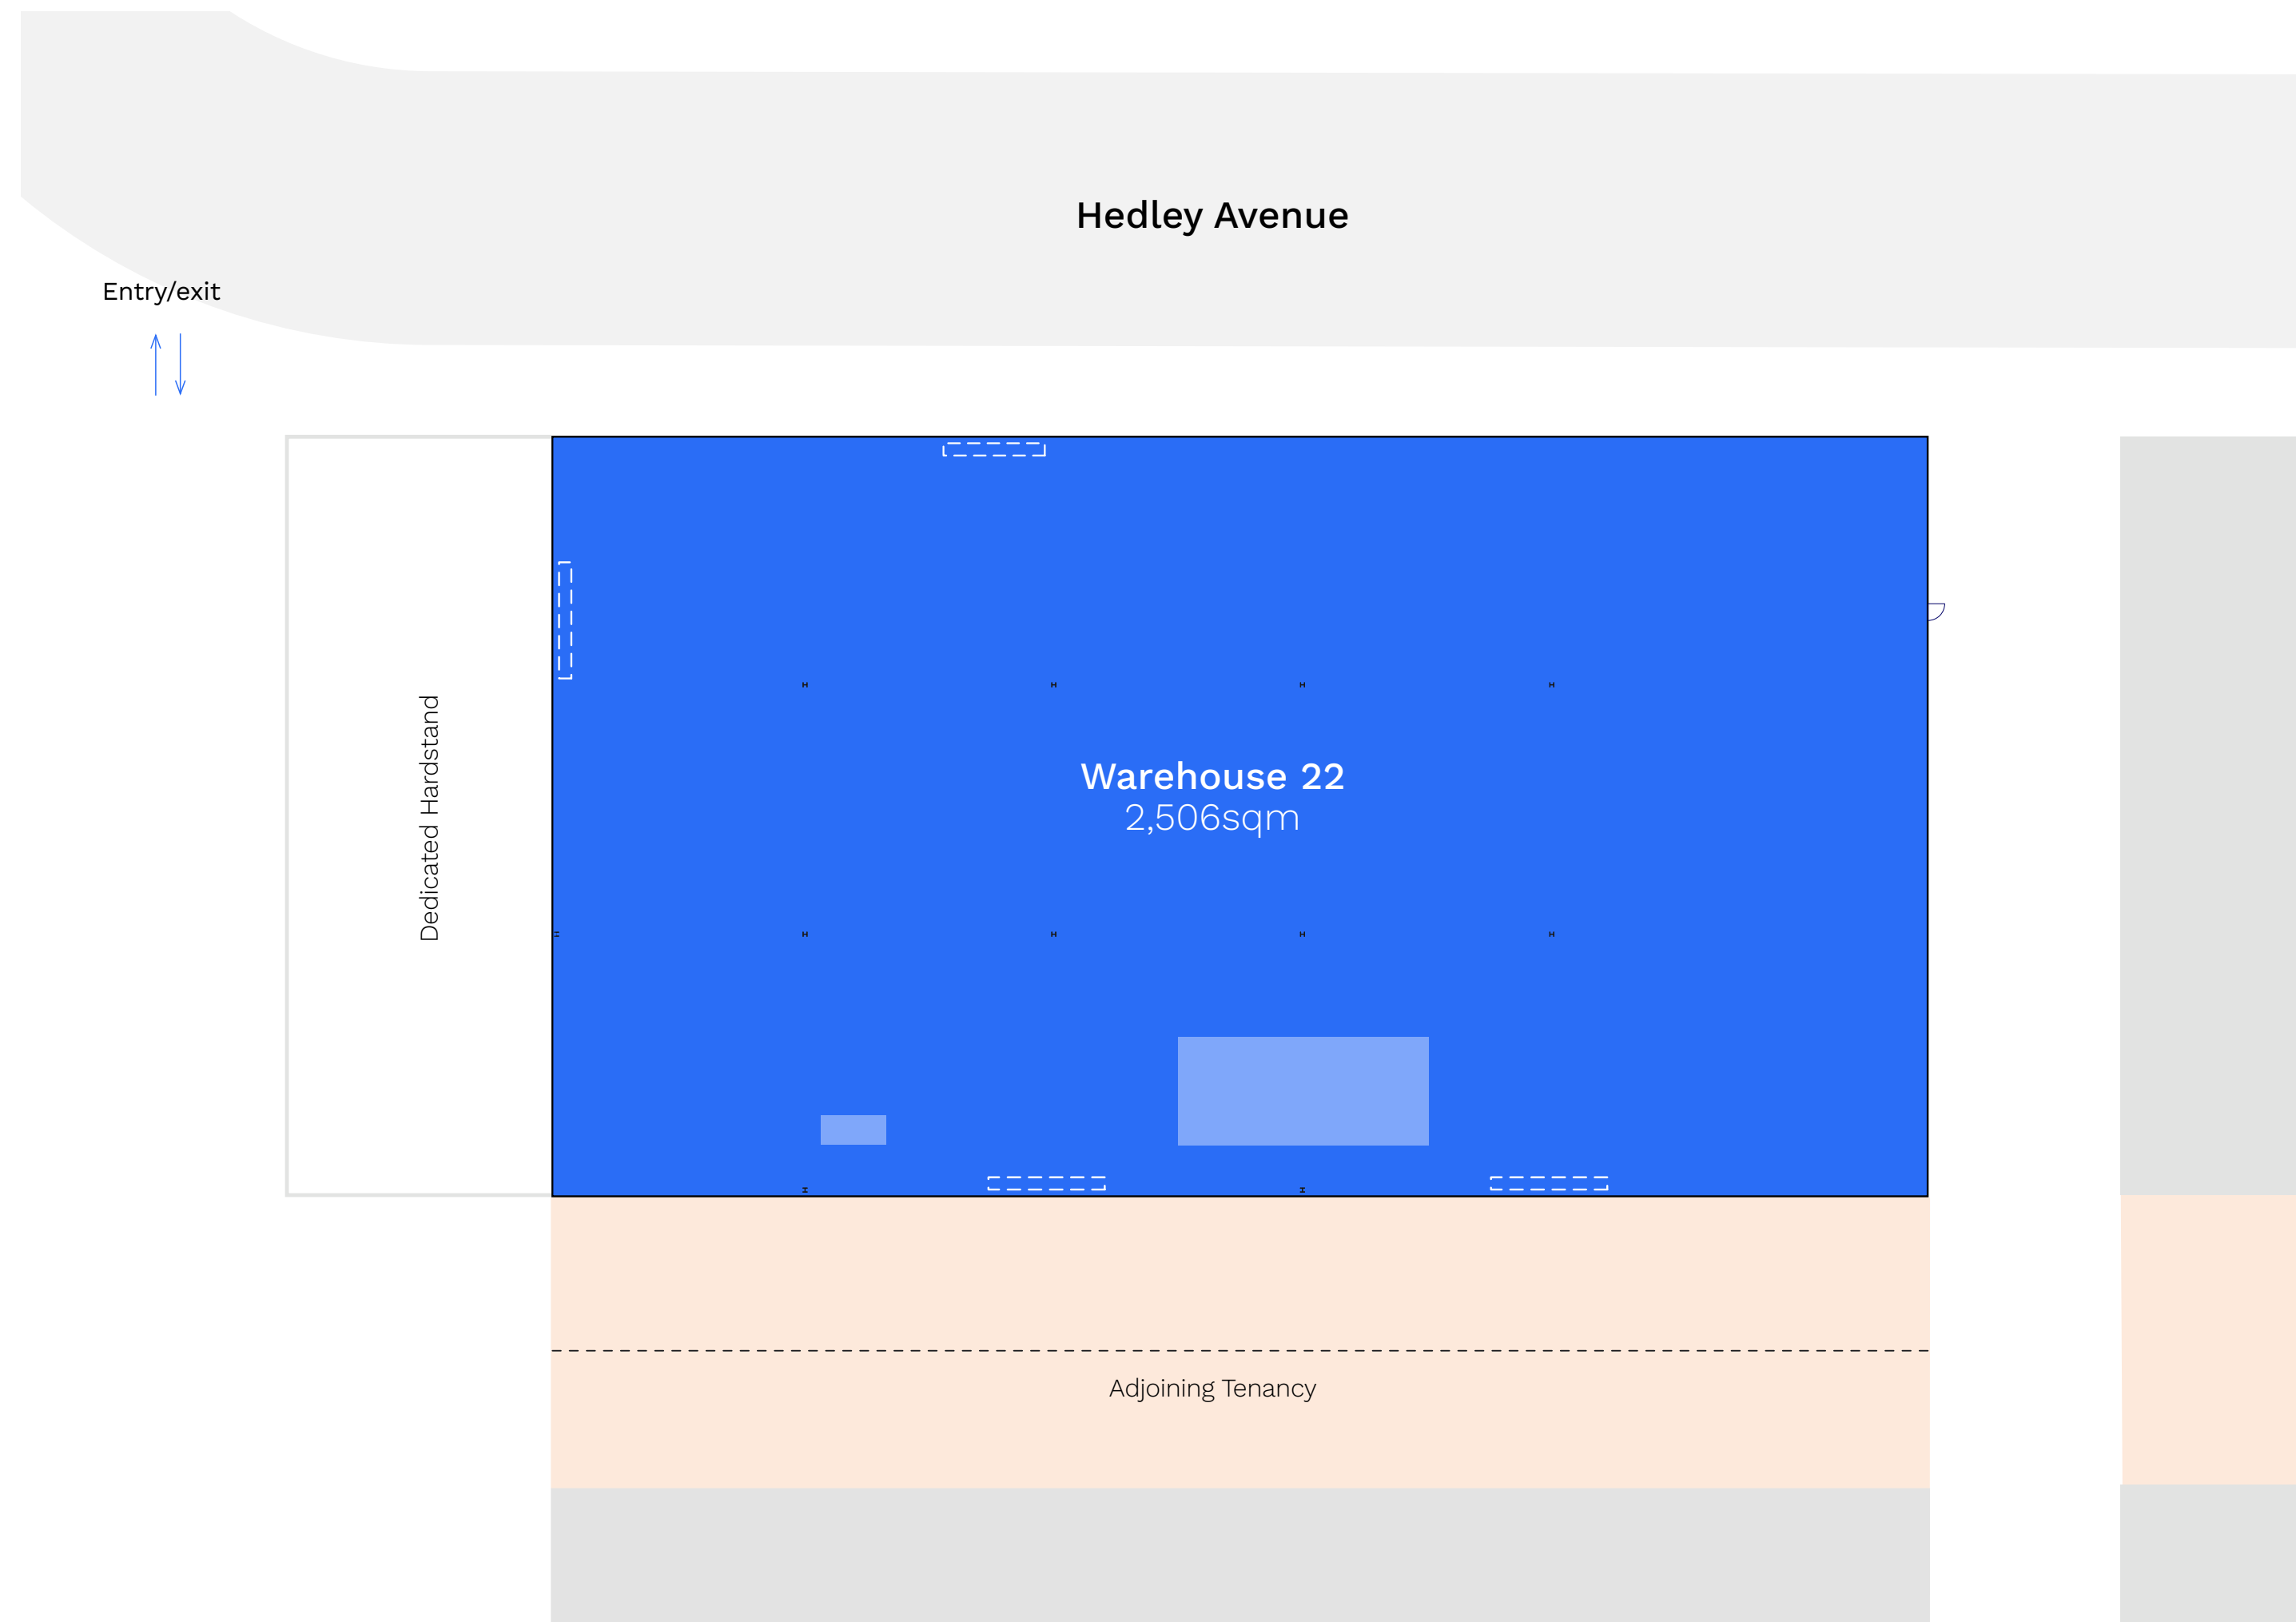 Hedley Avenue
Entry/exit
Dedicated Hardstand
Warehouse 22
2,506sqm
Adjoining Tenancy